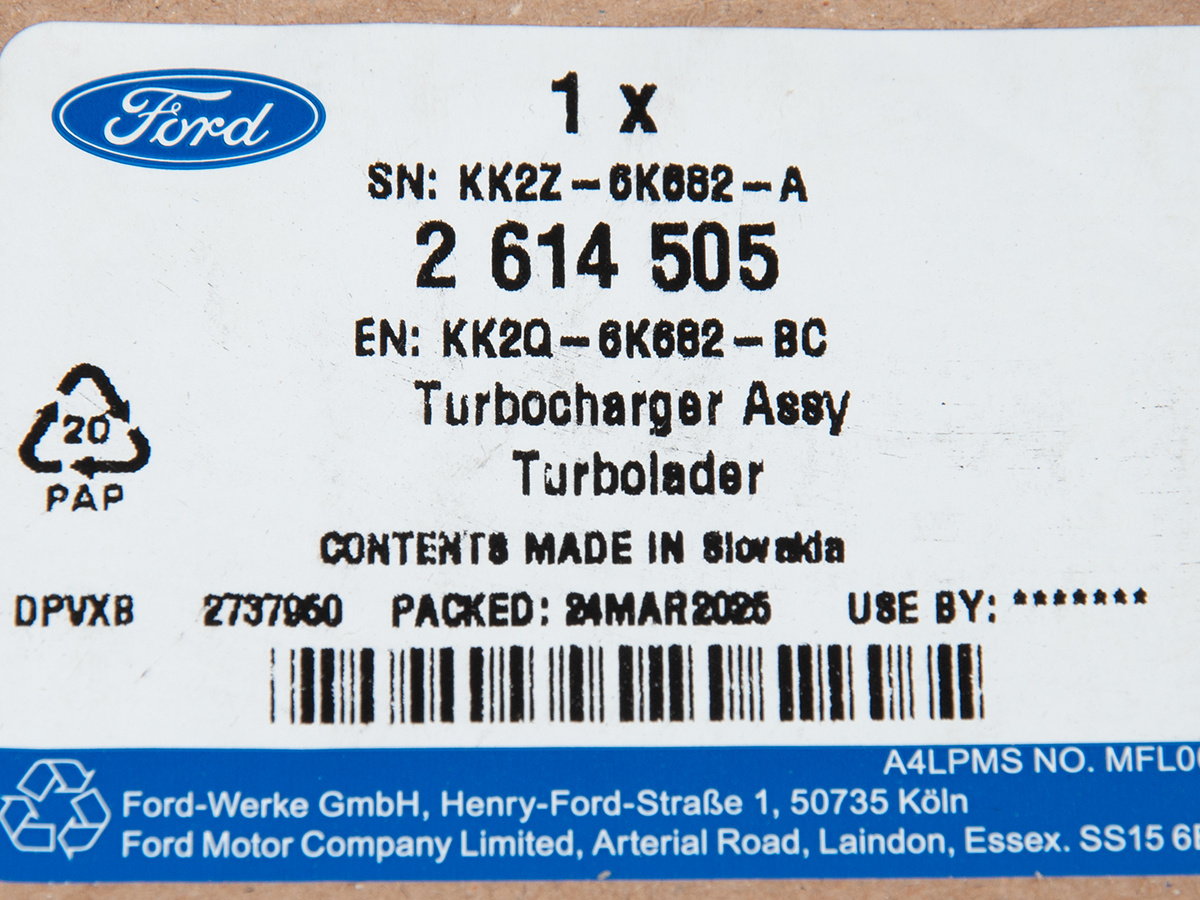 Ford
1 x
SN: KK2Z-6K682-A
2 614 505
EN: KK2Q-6K682-BC
Turbocharger Assy
Turbolader
20
PAP
CONTENTS MADE IN Slovakia
DPVXB 2737950 PACKED: 24MAR2025 USE BY: *******
A4LPMS NO.
Ford-Werke GmbH, Henry-Ford-Straße 1, 50735 Köln
Ford Motor Company Limited, Arterial Road, Laindon, Essex. SS15